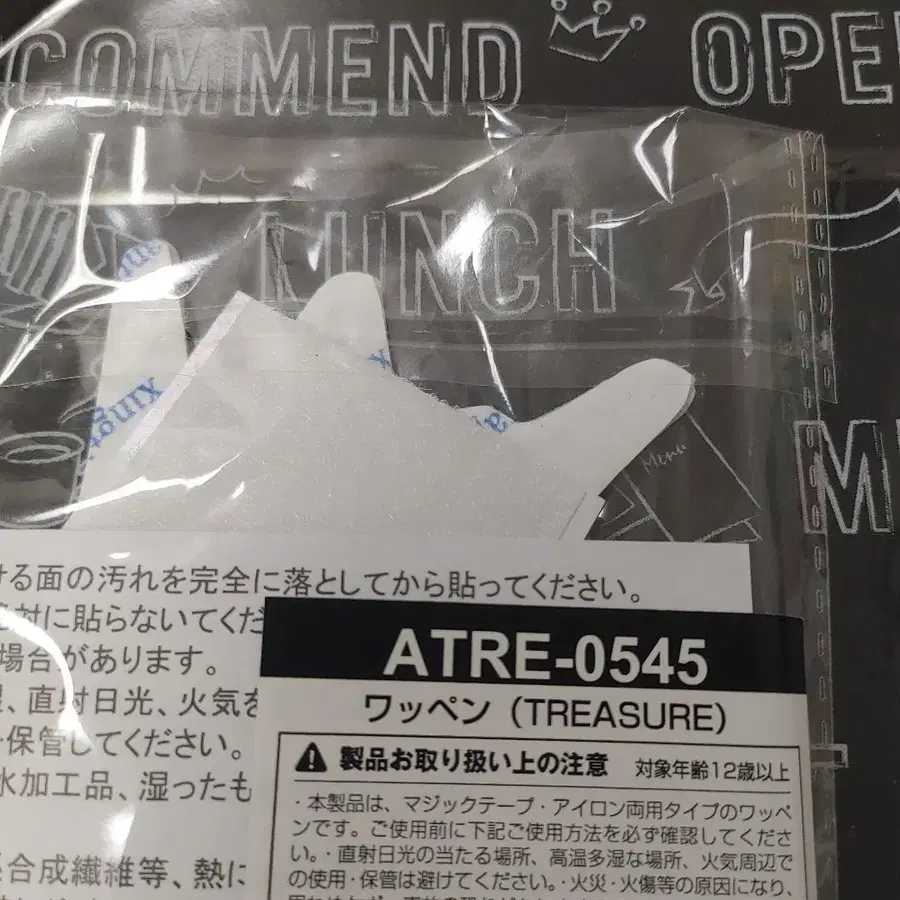 COMMEND
OPE
LUNCH
Menu
M
xing
ける面の汚れを完全に落としてから貼ってください。
対に貼らないでくだ
場合があります。
、直射日光、火気を
保管してください。
水加工品、湿ったも
合成繊維等、熱に
ATRE-0545
ワッペン（TREASURE）
製品お取り扱い上の注意 対象年齢12歳以上
・本製品は、マジックテープ・アイロン両用タイプのワッペ
ンです。ご使用前に下記ご使用方法を必ず確認してくださ
い。・直射日光の当たる場所、高温多湿な場所、火気周辺で
の使用・保管は避けてください。・火災・火傷等の原因になり、